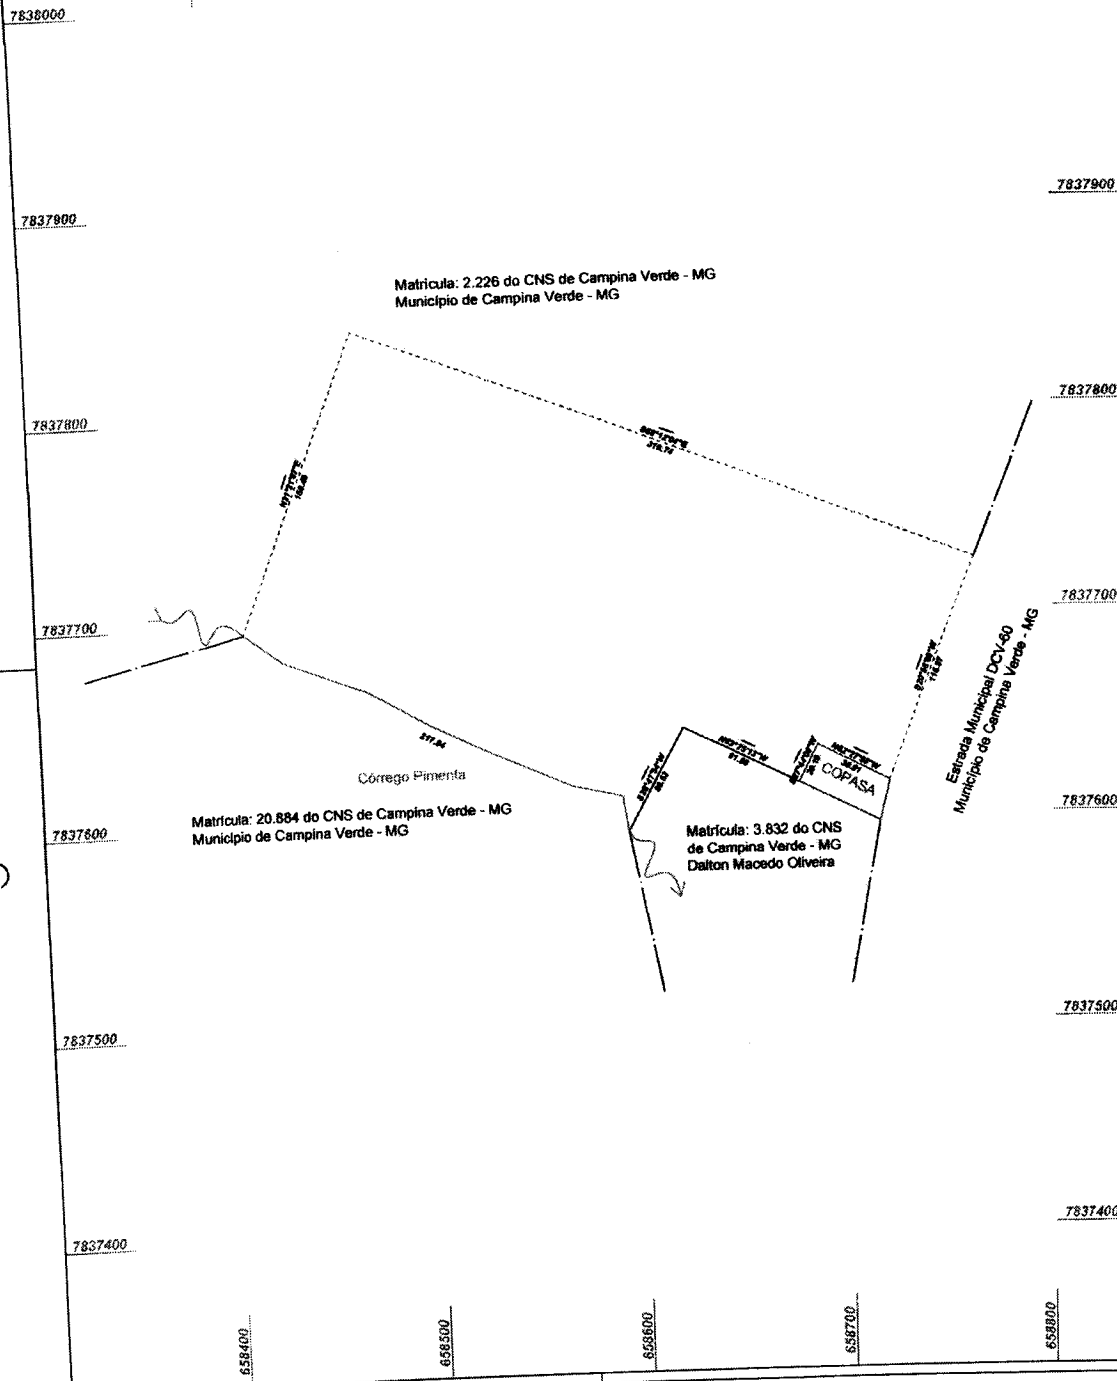 7838000
7837900
7837900
Matricula: 2.226 do CNS de Campina Verde - MG
Município de Campina Verde - MG
7837800
7837800
7837700
7837700
Estrada Municipal DCV-60
Município de Campina Verde - MG
217.94
Córrego Pimenta
COPASA
Matrícula: 20.884 do CNS de Campina Verde - MG
Município de Campina Verde - MG
7837600
7837600
Matrícula: 3.832 do CNS
de Campina Verde - MG
Dalton Macedo Oliveira
7837500
7837500
7837400
7837400
658400
658500
658600
658700
658800